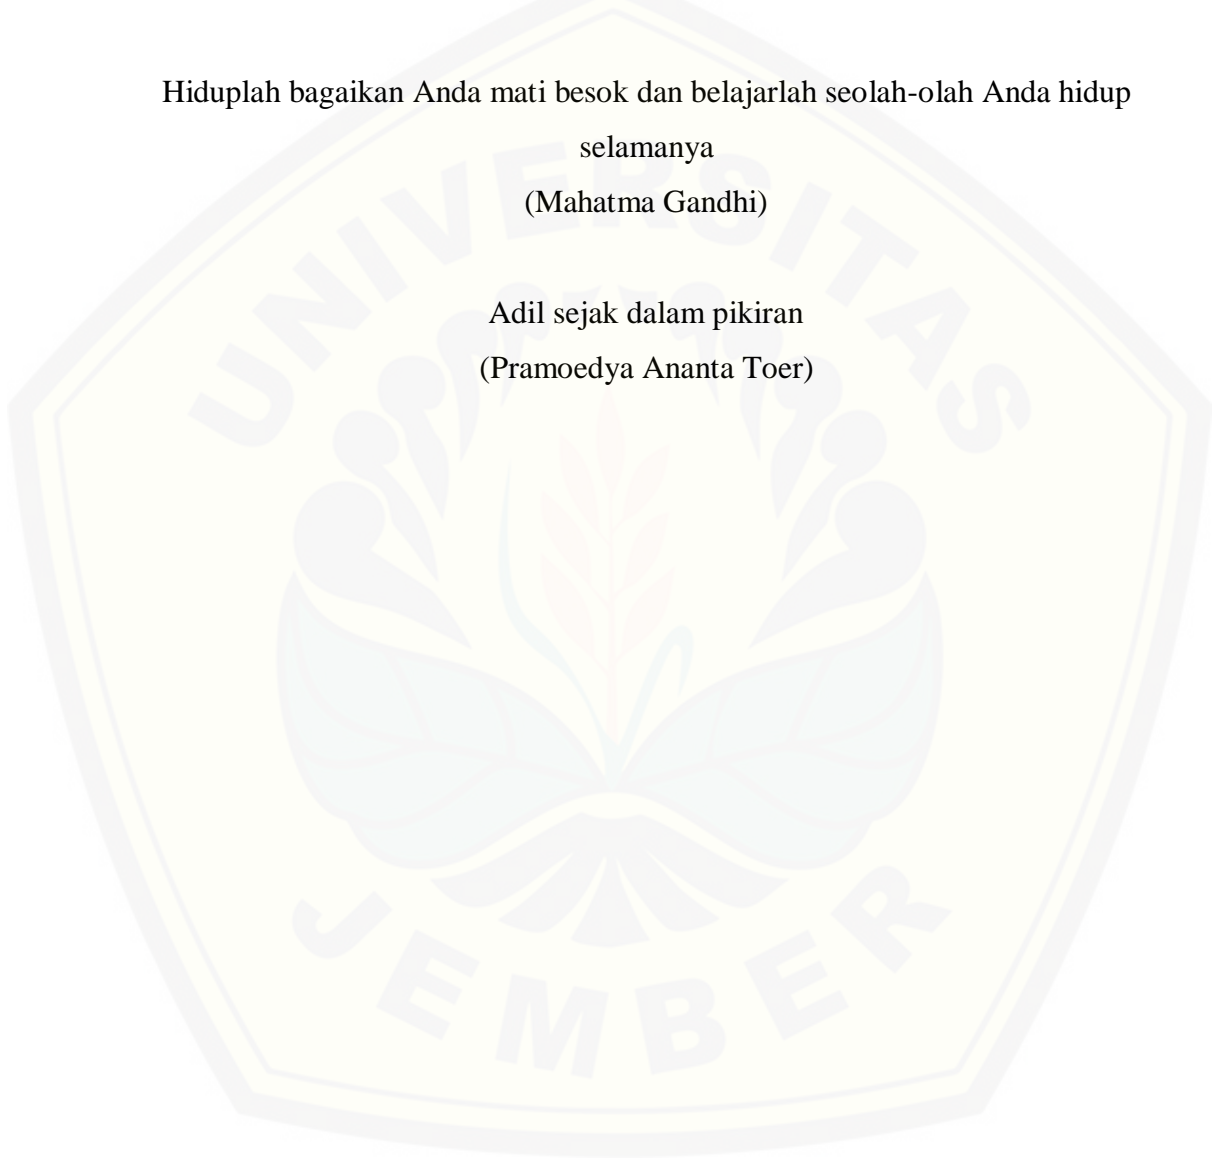 Hiduplah bagaikan Anda mati besok dan belajarlah seolah-olah Anda hidup
selamanya
(Mahatma Gandhi)
Adil sejak dalam pikiran
(Pramoedya Ananta Toer)
UNIVERSITAS
JEMBER